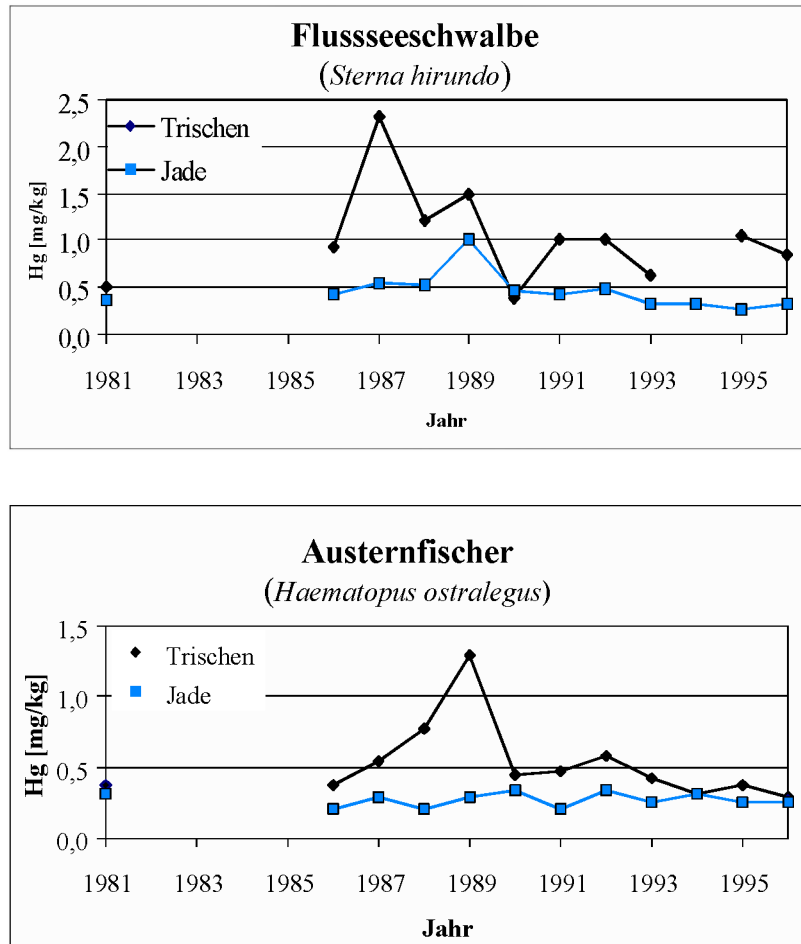 Flussseeschwalbe
(Sterna hirundo)
2,5
2,0
1,5
1,0
0,5
0,0
Hg [mg/kg]
Trischen
Jade
1981 1983 1985 1987 1989 1991 1993 1995
Jahr
Austernfischer
(Haematopus ostralegus)
1,5
1,0
0,5
0,0
Hg [mg/kg]
Trischen
Jade
1981 1983 1985 1987 1989 1991 1993 1995
Jahr